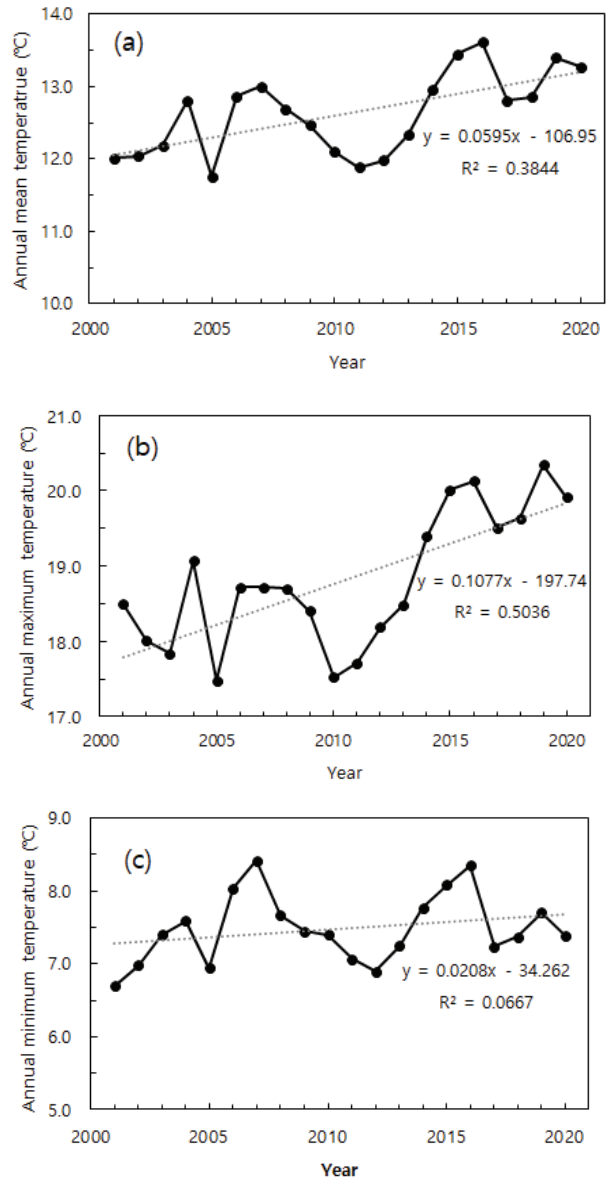 (a)
Annual mean temperatrue (℃)
14.0
13.0
12.0
11.0
10.0
y = 0.0595x - 106.95
R² = 0.3844
2000 2005 2010 2015 2020
Year
(b)
Annual maximum temperature (℃)
21.0
20.0
19.0
18.0
17.0
y = 0.1077x - 197.74
R² = 0.5036
2000 2005 2010 2015 2020
Year
(c)
Annual minimum temperature (℃)
9.0
8.0
7.0
6.0
5.0
y = 0.0208x - 34.262
R² = 0.0667
2000 2005 2010 2015 2020
Year